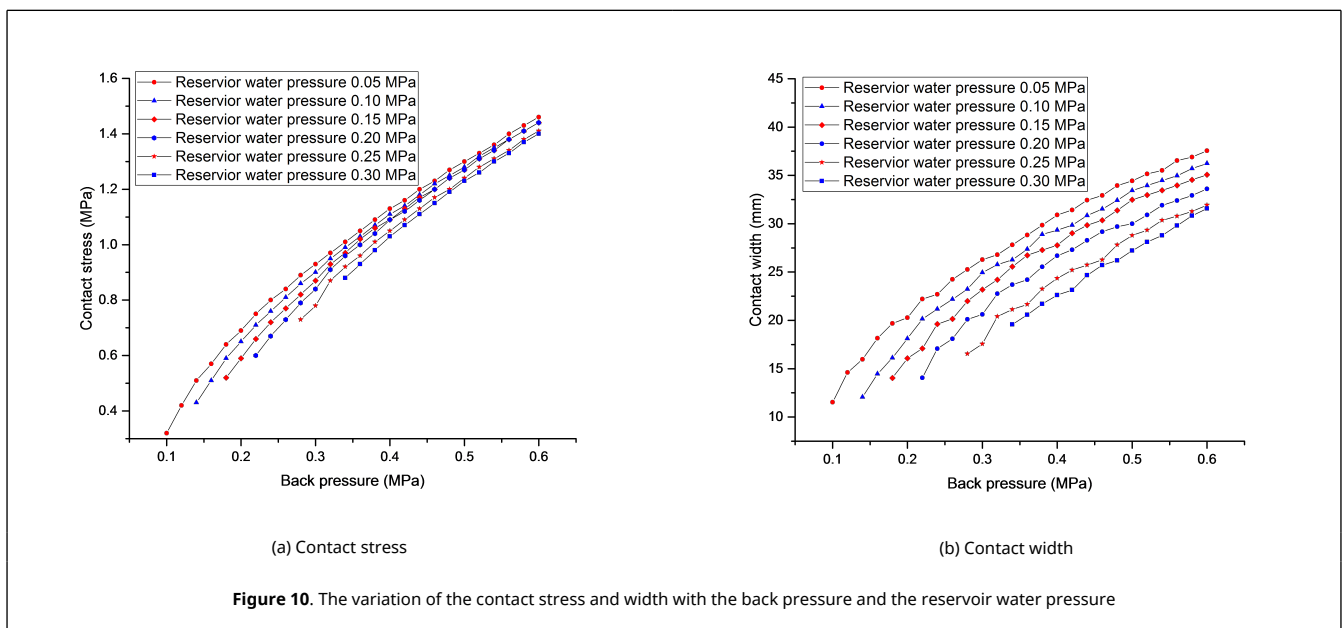 1.6
1.4
1.2
1.0
0.8
0.6
0.4
Contact stress (MPa)
Reservior water pressure 0.05 MPa
Reservior water pressure 0.10 MPa
Reservior water pressure 0.15 MPa
Reservior water pressure 0.20 MPa
Reservior water pressure 0.25 MPa
Reservior water pressure 0.30 MPa
0.1 0.2 0.3 0.4 0.5 0.6
Back pressure (MPa)
(a) Contact stress
45
40
35
30
25
20
15
10
Contact width (mm)
Reservior water pressure 0.05 MPa
Reservior water pressure 0.10 MPa
Reservior water pressure 0.15 MPa
Reservior water pressure 0.20 MPa
Reservior water pressure 0.25 MPa
Reservior water pressure 0.30 MPa
0.1 0.2 0.3 0.4 0.5 0.6
Back pressure (MPa)
(b) Contact width
Figure 10. The variation of the contact stress and width with the back pressure and the reservoir water pressure